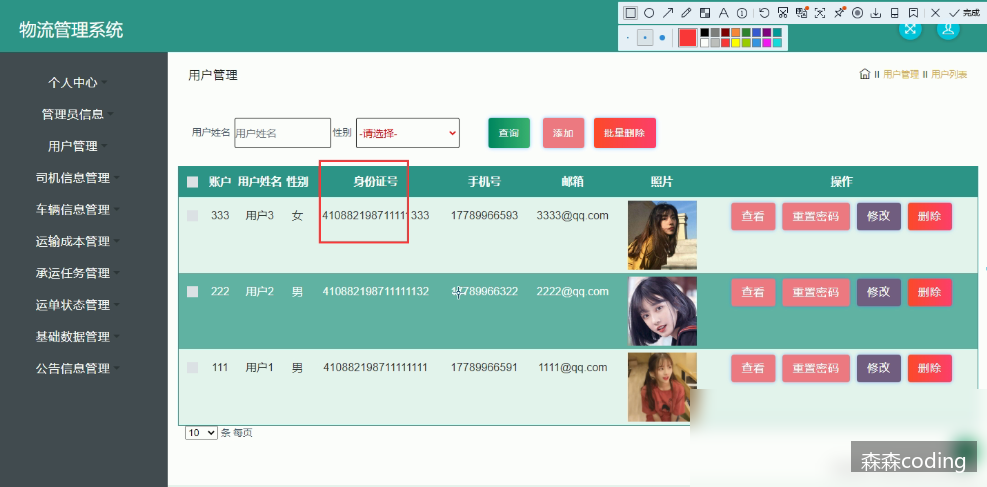 完成
物流管理系统
个人中心
管理员信息
用户管理
司机信息管理
车辆信息管理
运输成本管理
承运任务管理
运单状态管理
基础数据管理
公告信息管理
用户管理
用户管理 用户列表
用户姓名 用户姓名 性别 -请选择- 查询 添加 批量删除
账户 用户姓名 性别 身份证号 手机号 邮箱 照片 操作
333 用户3 女 410882198711111333 17789966593 3333@qq.com 查看 重置密码 修改 删除
222 用户2 男 410882198711111132 17789966322 2222@qq.com 查看 重置密码 修改 删除
111 用户1 男 410882198711111111 17789966591 1111@qq.com 查看 重置密码 修改 删除
10 条 每页
森森coding